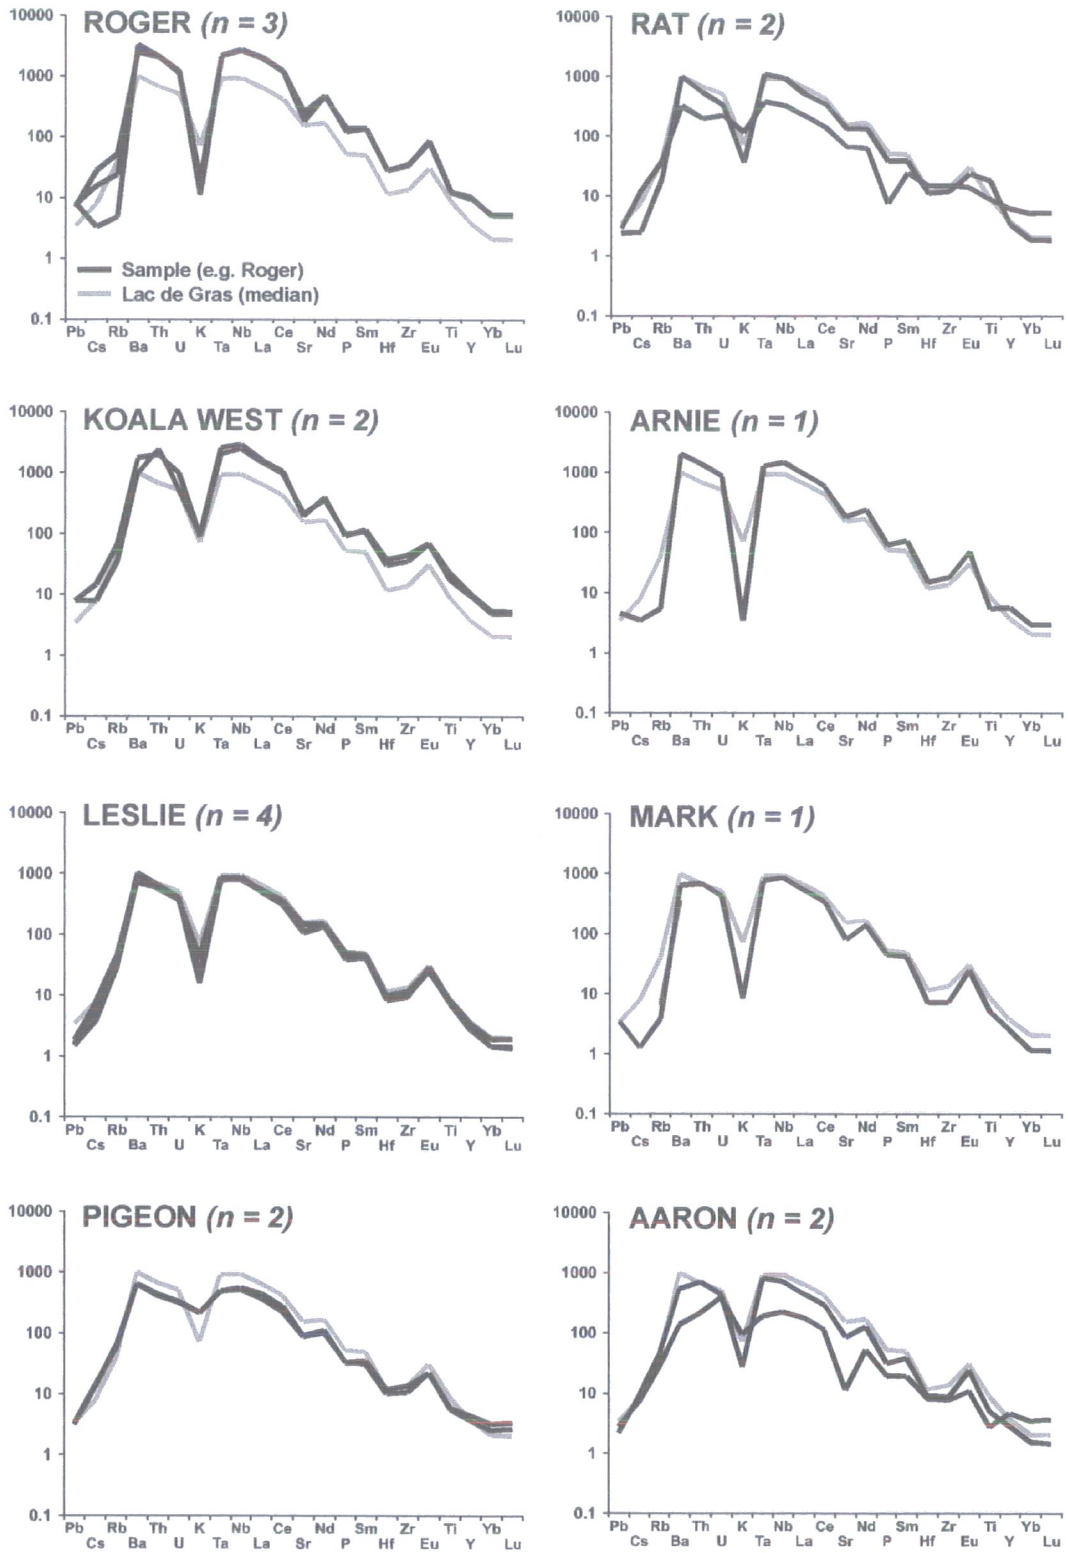 ROGER (n = 3)
10000
1000
100
10
1
0.1
Sample (e.g. Roger)
Lac de Gras (median)
Pb Rb Th K Nb Ce Nd Sm Zr Ti Yb
Cs Ba U Ta La Sr P Hf Eu Y Lu
RAT (n = 2)
10000
1000
100
10
1
0.1
Pb Rb Th K Nb Ce Nd Sm Zr Ti Yb
Cs Ba U Ta La Sr P Hf Eu Y Lu
KOALA WEST (n = 2)
10000
1000
100
10
1
0.1
Pb Rb Th K Nb Ce Nd Sm Zr Ti Yb
Cs Ba U Ta La Sr P Hf Eu Y Lu
ARNIE (n = 1)
10000
1000
100
10
1
0.1
Pb Rb Th K Nb Ce Nd Sm Zr Ti Yb
Cs Ba U Ta La Sr P Hf Eu Y Lu
LESLIE (n = 4)
10000
1000
100
10
1
0.1
Pb Rb Th K Nb Ce Nd Sm Zr Ti Yb
Cs Ba U Ta La Sr P Hf Eu Y Lu
MARK (n = 1)
10000
1000
100
10
1
0.1
Pb Rb Th K Nb Ce Nd Sm Zr Ti Yb
Cs Ba U Ta La Sr P Hf Eu Y Lu
PIGEON (n = 2)
10000
1000
100
10
1
0.1
Pb Rb Th K Nb Ce Nd Sm Zr Ti Yb
Cs Ba U Ta La Sr P Hf Eu Y Lu
AARON (n = 2)
10000
1000
100
10
1
0.1
Pb Rb Th K Nb Ce Nd Sm Zr Ti Yb
Cs Ba U Ta La Sr P Hf Eu Y Lu